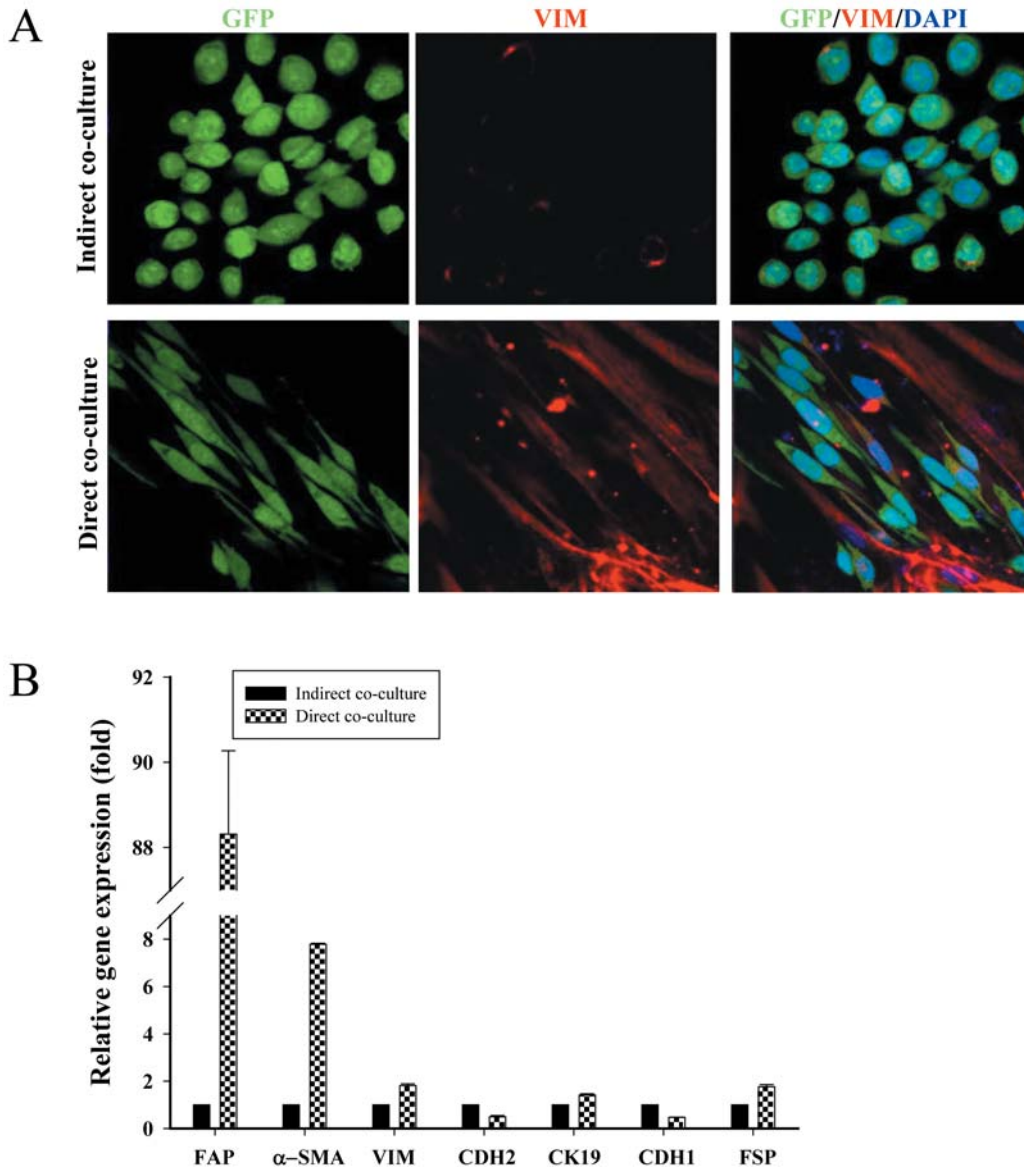 A
GFP VIM GFP/VIM/DAPI
Indirect co-culture
Direct co-culture
B
Relative gene expression (fold)
92
90
88
8
6
4
2
0
Indirect co-culture
Direct co-culture
FAP α–SMA VIM CDH2 CK19 CDH1 FSP